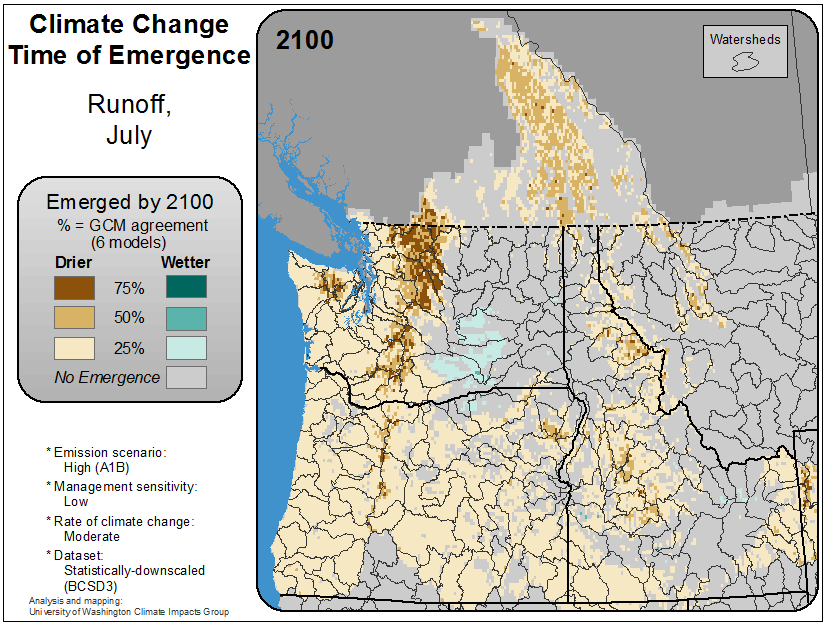 Climate Change
Time of Emergence
Runoff,
July
Emerged by 2100
% = GCM agreement
(6 models)
Drier
Wetter
75%
50%
25%
No Emergence
* Emission scenario:
High (A1B)
* Management sensitivity:
Low
* Rate of climate change:
Moderate
* Dataset:
Statistically-downscaled
(BCSD3)
Analysis and mapping:
University of Washington Climate Impacts Group
2100
Watersheds